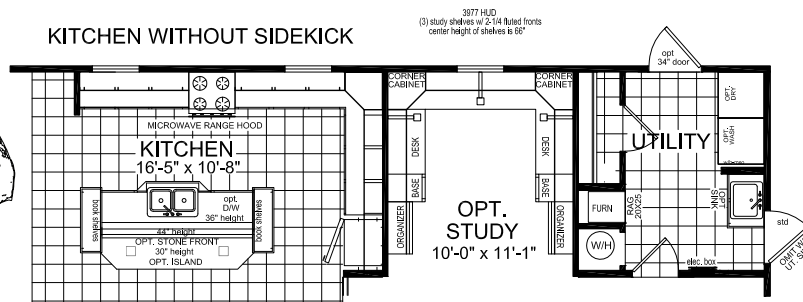 KITCHEN WITHOUT SIDEKICK
3977 HUD
(3) study shelves w/ 2-1/4 fluted fronts
center height of shelves is 66"
opt
34" door
CORNER
CABINET
CORNER
CABINET
OPT.
DRY
MICROWAVE RANGE HOOD
KITCHEN
16'-5" x 10'-8"
DESK
DESK
UTILITY
OPT.
WASH
book shelves
opt.
D/W
36" height
book shelves
BASE
BASE
44" height
OPT. STONE FRONT
30" height
OPT. ISLAND
ORGANIZER
ORGANIZER
OPT.
STUDY
10'-0" x 11'-1"
FURN
RAG
20X25
OPT
SINK
W/H
elec. box
std
OMIT W/
UT. S